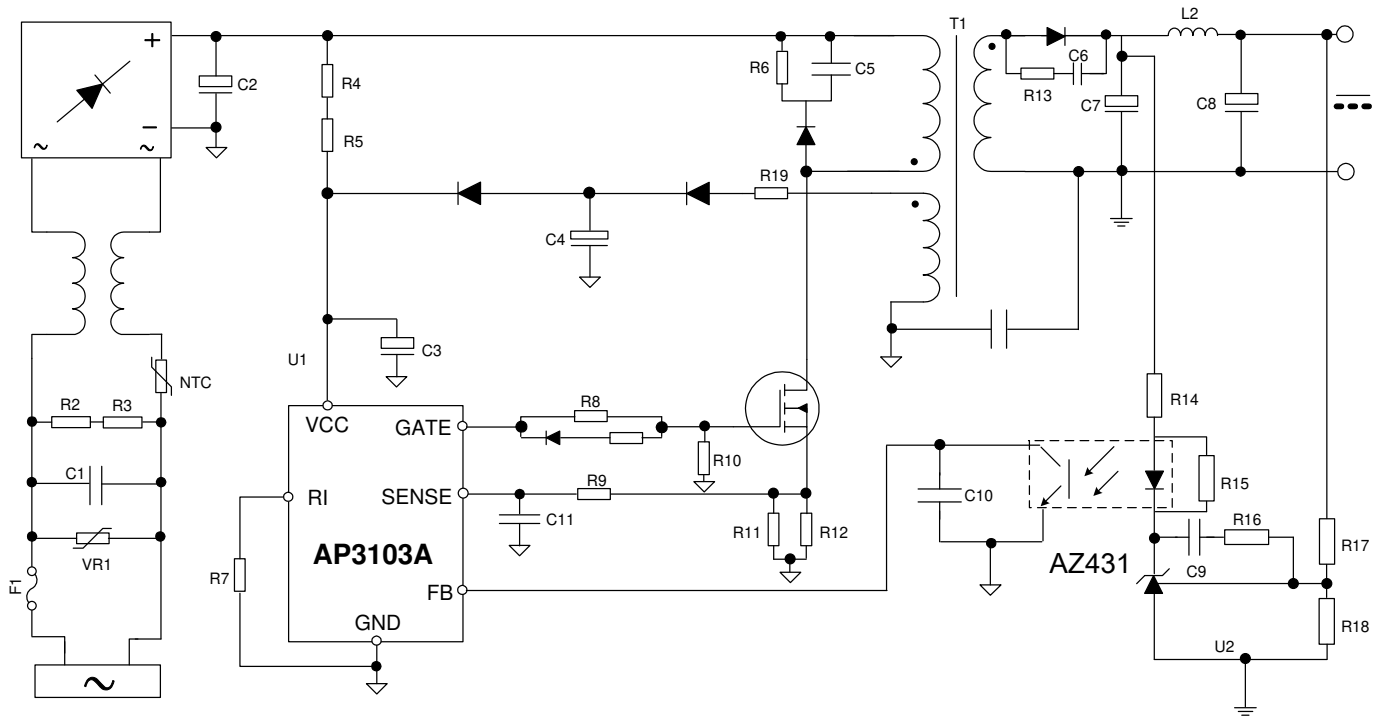 T1
L2
+
R6
C5
C6
R4
C2
R13
C7
C8
−
~
~
R5
R19
C4
U1
C3
NTC
R14
R2
R3
VCC
GATE
R8
R10
C1
RI
SENSE
R9
C10
R15
C11
R11
R12
R16
VR1
AP3103A
AZ431
C9
R17
F1
R7
FB
GND
R18
U2
~